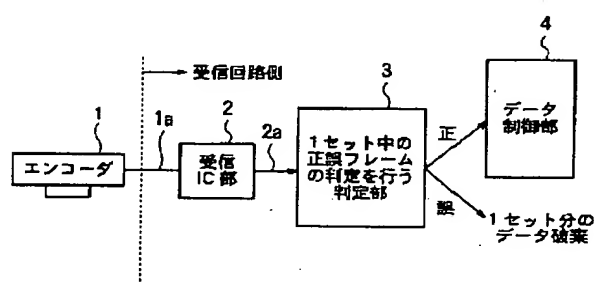 受信回路側
1
1a
2
2a
3
4
エンコーダ
受信
IC部
1セット中の
正誤フレーム
の判定を行う
判定部
正
誤
データ
制御部
1セット分の
データ破棄